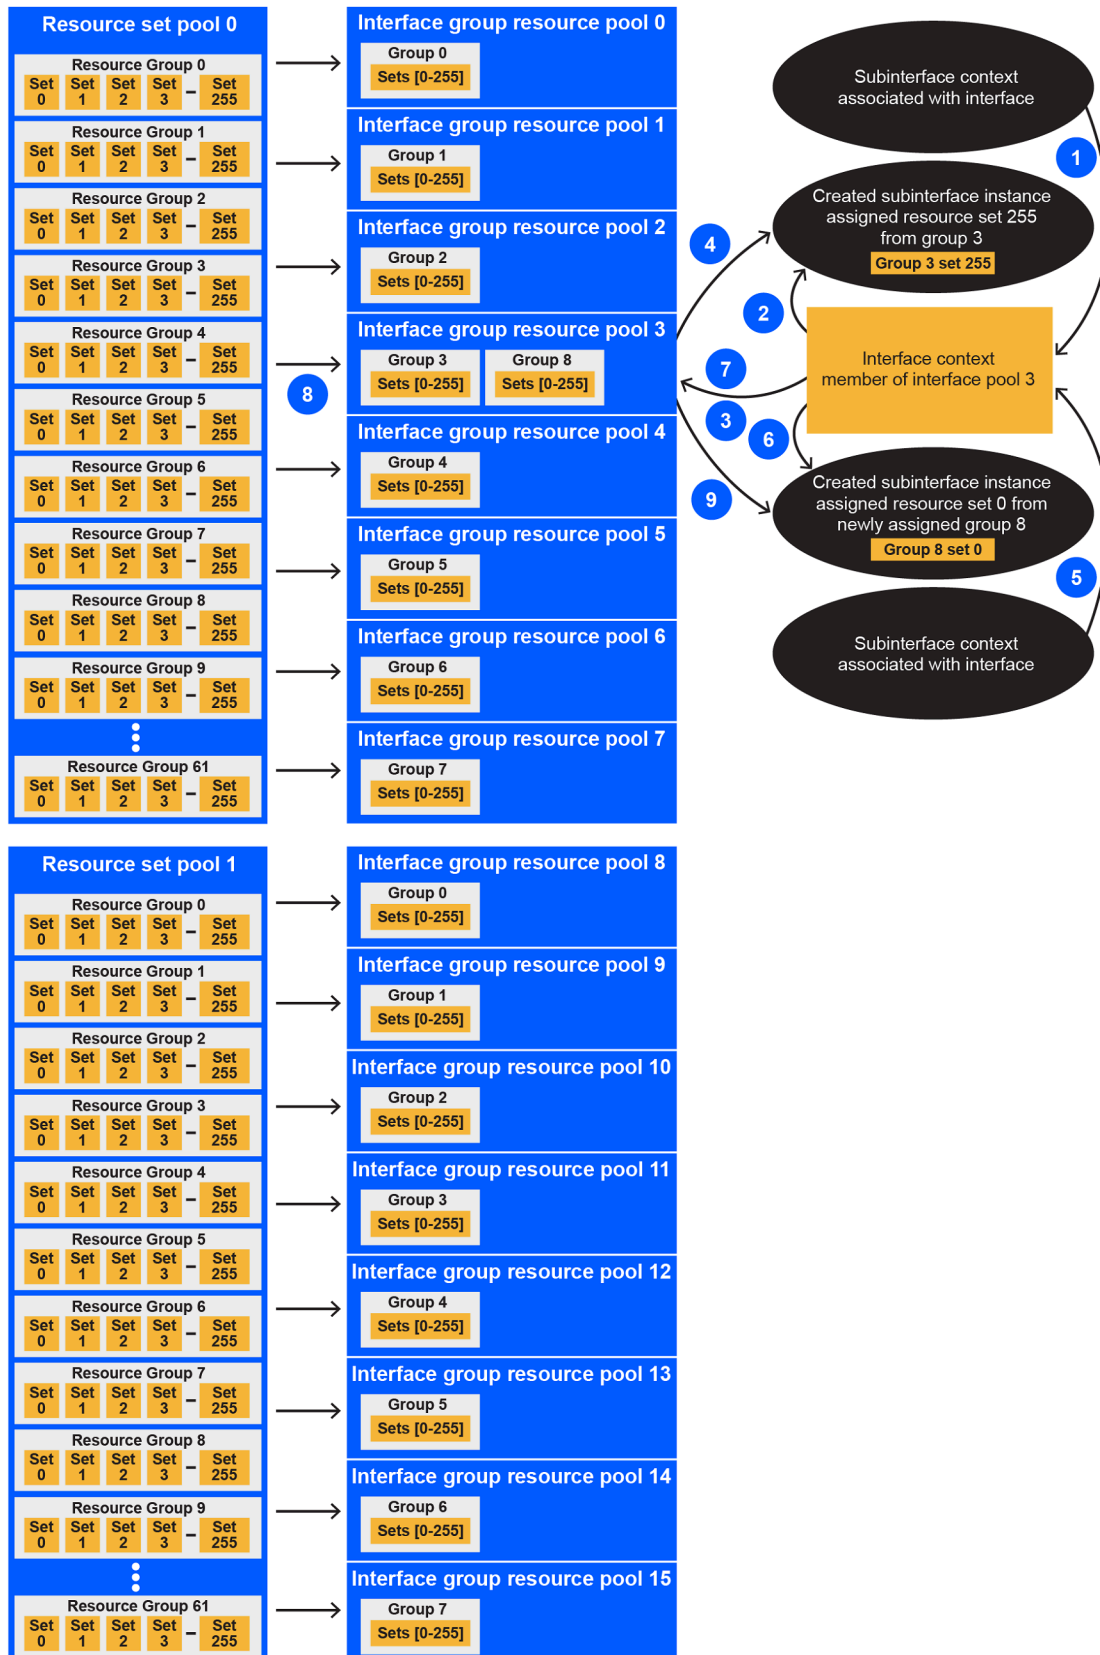 Resource set pool 0
Resource Group 0
Set Set Set Set – Set
0 1 2 3 255
Resource Group 1
Set Set Set Set – Set
0 1 2 3 255
Resource Group 2
Set Set Set Set – Set
0 1 2 3 255
Resource Group 3
Set Set Set Set – Set
0 1 2 3 255
Resource Group 4
Set Set Set Set – Set
0 1 2 3 255
Resource Group 5
Set Set Set Set – Set
0 1 2 3 255
Resource Group 6
Set Set Set Set – Set
0 1 2 3 255
Resource Group 7
Set Set Set Set – Set
0 1 2 3 255
Resource Group 8
Set Set Set Set – Set
0 1 2 3 255
Resource Group 9
Set Set Set Set – Set
0 1 2 3 255
Resource Group 61
Set Set Set Set – Set
0 1 2 3 255
8
Interface group resource pool 0
Group 0
Sets [0-255]
Interface group resource pool 1
Group 1
Sets [0-255]
Interface group resource pool 2
Group 2
Sets [0-255]
Interface group resource pool 3
Group 3 Group 8
Sets [0-255] Sets [0-255]
Interface group resource pool 4
Group 4
Sets [0-255]
Interface group resource pool 5
Group 5
Sets [0-255]
Interface group resource pool 6
Group 6
Sets [0-255]
Interface group resource pool 7
Group 7
Sets [0-255]
Subinterface context
associated with interface
1
Created subinterface instance
assigned resource set 255
from group 3
Group 3 set 255
4
2
Interface context
member of interface pool 3
7
3
6
9
Created subinterface instance
assigned resource set 0 from
newly assigned group 8
Group 8 set 0
5
Subinterface context
associated with interface
Resource set pool 1
Resource Group 0
Set Set Set Set – Set
0 1 2 3 255
Resource Group 1
Set Set Set Set – Set
0 1 2 3 255
Resource Group 2
Set Set Set Set – Set
0 1 2 3 255
Resource Group 3
Set Set Set Set – Set
0 1 2 3 255
Resource Group 4
Set Set Set Set – Set
0 1 2 3 255
Resource Group 5
Set Set Set Set – Set
0 1 2 3 255
Resource Group 6
Set Set Set Set – Set
0 1 2 3 255
Resource Group 7
Set Set Set Set – Set
0 1 2 3 255
Resource Group 8
Set Set Set Set – Set
0 1 2 3 255
Resource Group 9
Set Set Set Set – Set
0 1 2 3 255
Resource Group 61
Set Set Set Set – Set
0 1 2 3 255
Interface group resource pool 8
Group 0
Sets [0-255]
Interface group resource pool 9
Group 1
Sets [0-255]
Interface group resource pool 10
Group 2
Sets [0-255]
Interface group resource pool 11
Group 3
Sets [0-255]
Interface group resource pool 12
Group 4
Sets [0-255]
Interface group resource pool 13
Group 5
Sets [0-255]
Interface group resource pool 14
Group 6
Sets [0-255]
Interface group resource pool 15
Group 7
Sets [0-255]